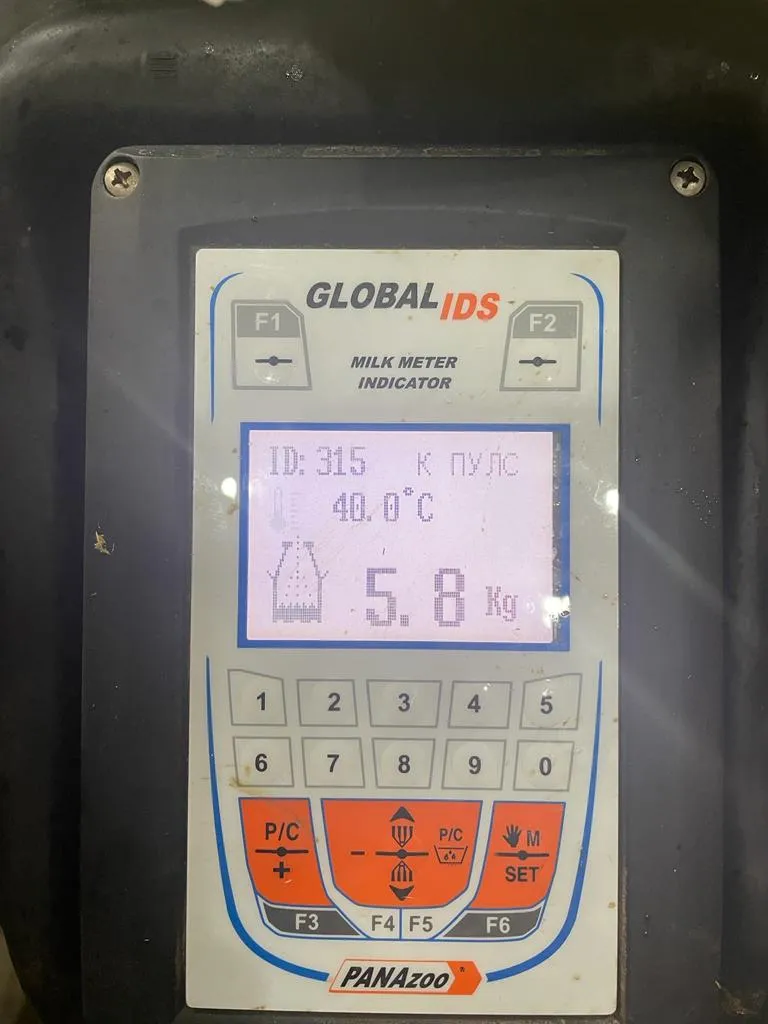 GLOBAL IDS
F1
F2
MILK METER
INDICATOR
ID: 315 К ПУЛС
40.0°C
5.8 Kg
1 2 3 4 5
6 7 8 9 0
P/C
+
-
P/C
M
SET
F3 F4 F5 F6
PANAZOO